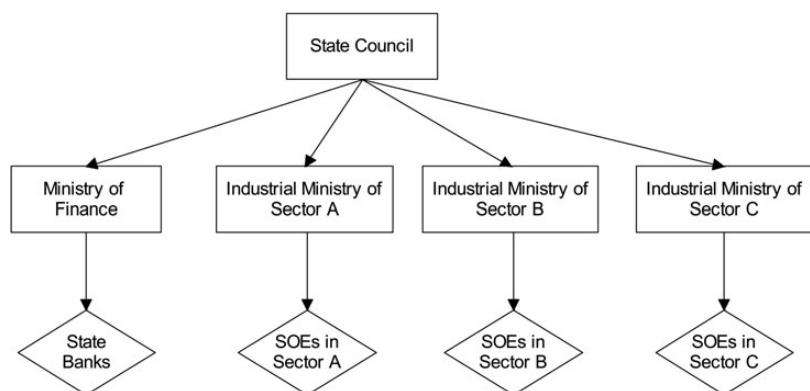 State Council
Ministry of
Finance
Industrial Ministry of
Sector A
Industrial Ministry of
Sector B
Industrial Ministry of
Sector C
State
Banks
SOEs in
Sector A
SOEs in
Sector B
SOEs in
Sector C